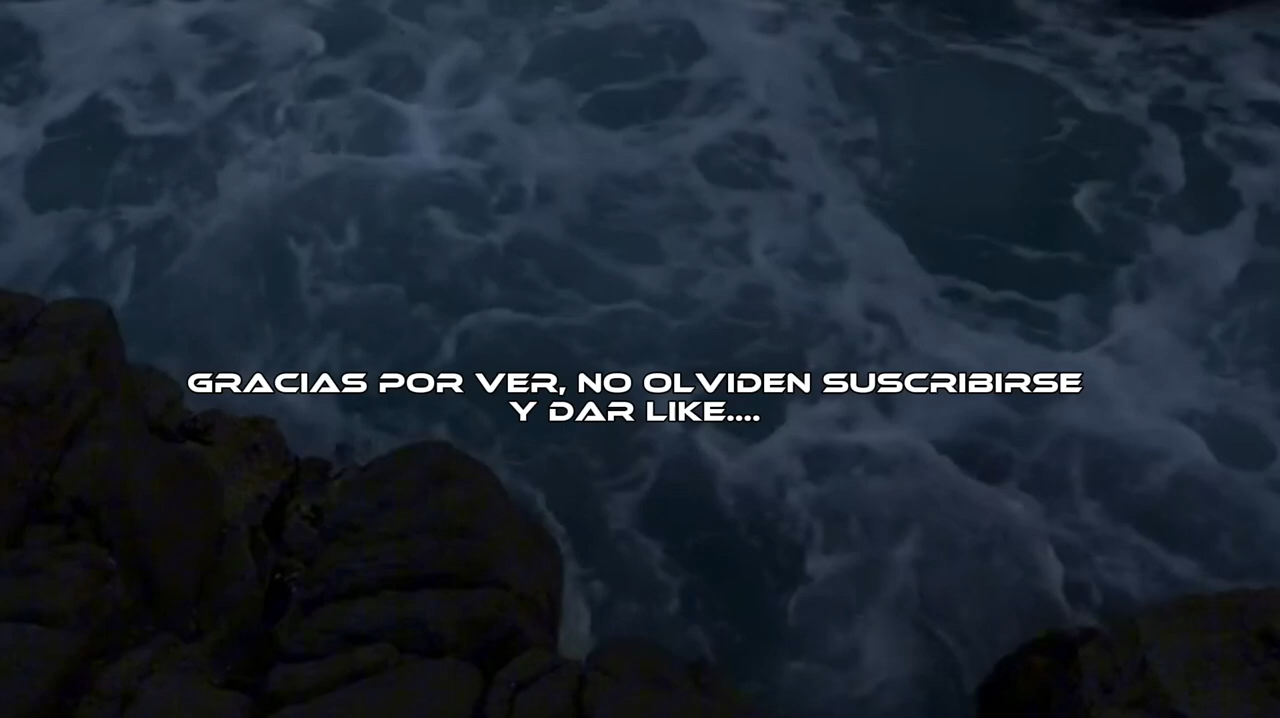 GRACIAS POR VER, NO OLVIDEN SUSCRIBIRSE
Y DAR LIKE....